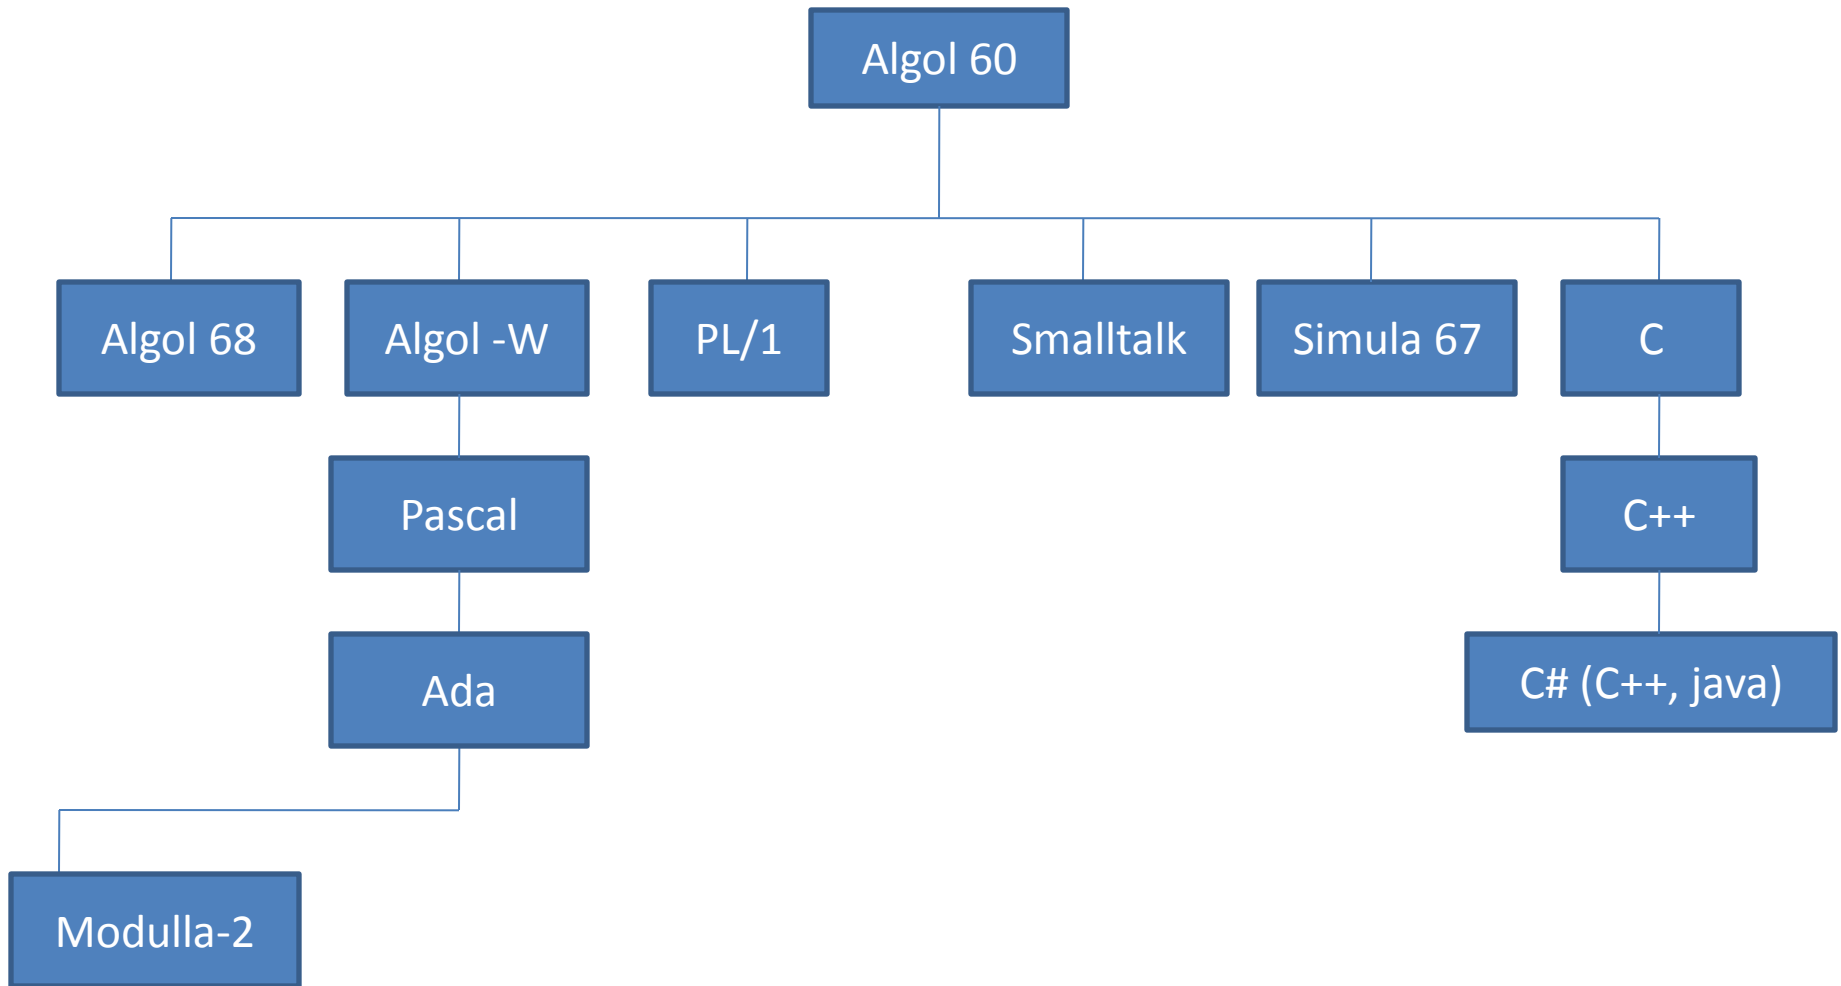 Algol 60
Algol 68
Algol -W
PL/1
Smalltalk
Simula 67
C
Pascal
C++
Ada
C# (C++, java)
Modulla-2